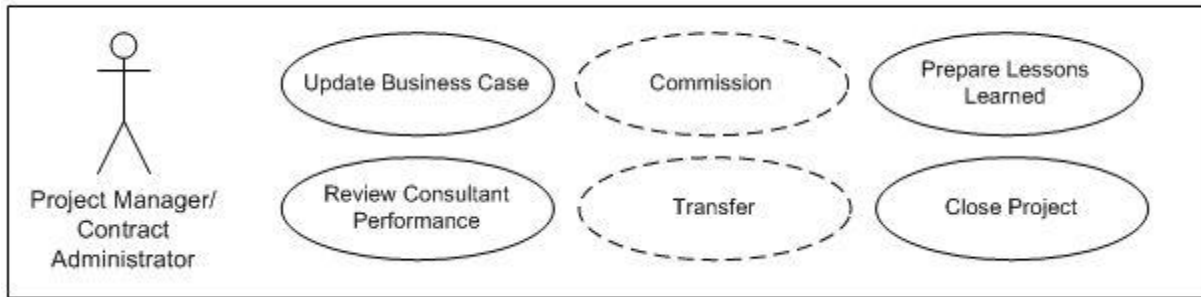 Update Business Case
Commission
Prepare Lessons
Learned
Project Manager/
Contract
Administrator
Review Consultant
Performance
Transfer
Close Project